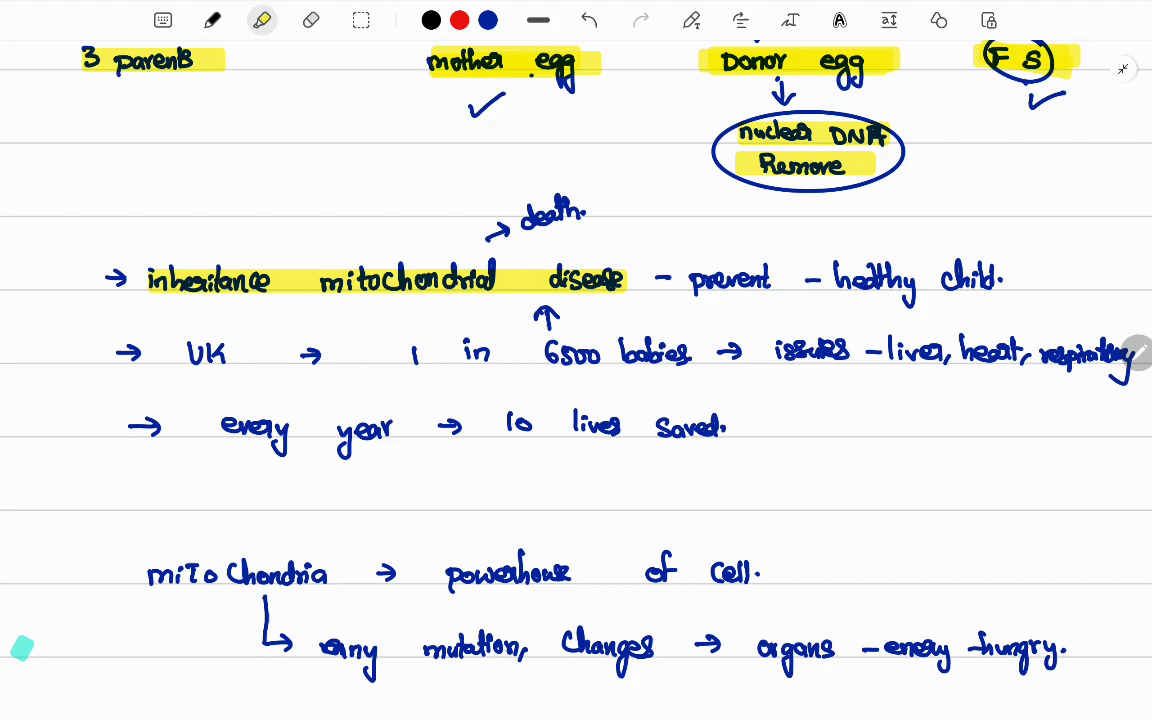 3 parents mother egg Donor egg F S
nuclear DNA
Remove
→ death.
→ inheritance mitochondrial disease - prevent - healthy child.
→ UK → 1 in 6500 babies → issues - liver, heart, respiratory
→ every year → 10 lives saved.
mitochondria → powerhouse of cell.
any mutation, changes → organs - energy - hungry.